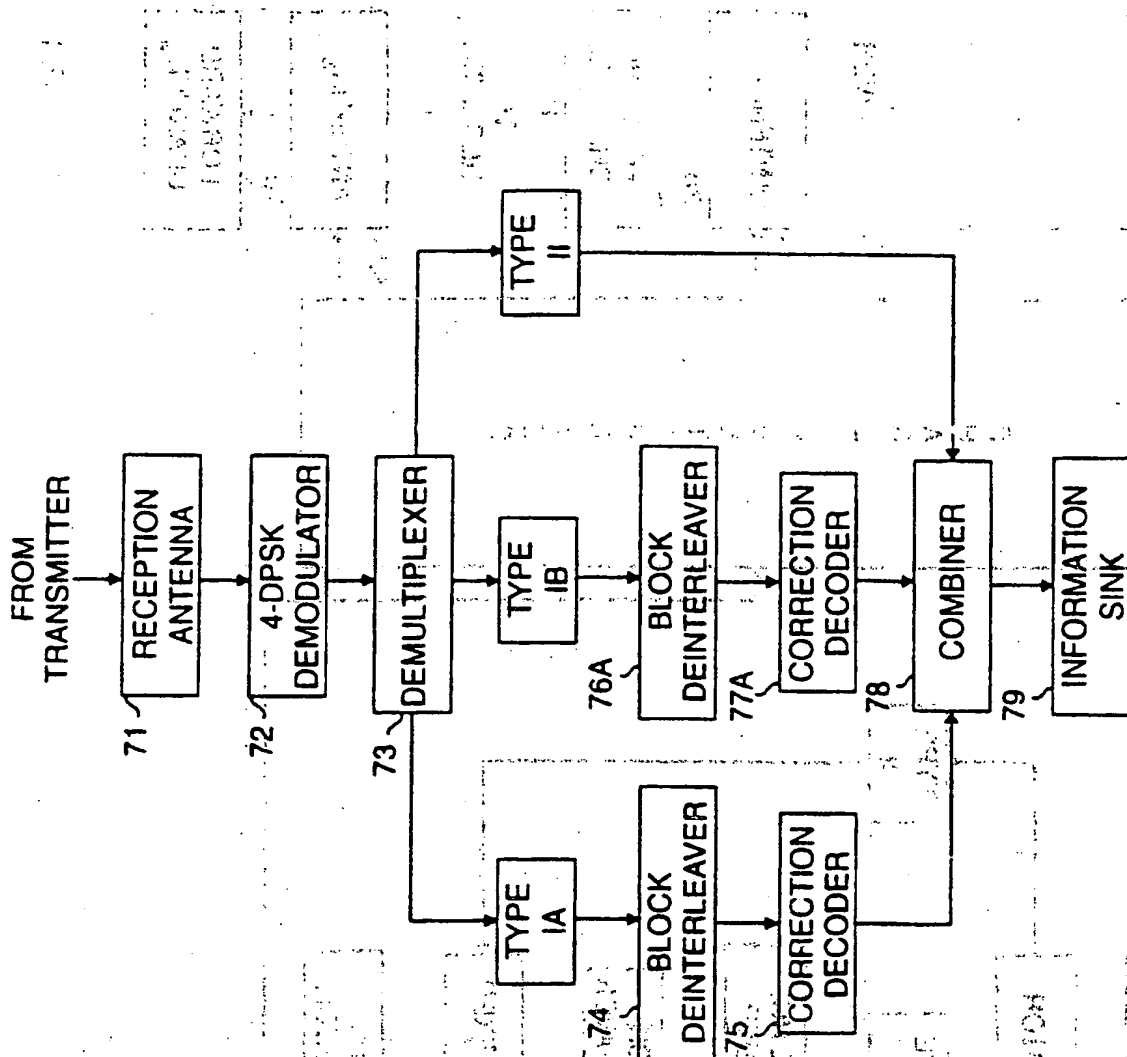 FROM
TRANSMITTER
71
RECEPTION
ANTENNA
72
4-DPSK
DEMODULATOR
73
DEMULTIPLEXER
TYPE
IA
TYPE
IB
TYPE
II
74
BLOCK
DEINTERLEAVER
76A
BLOCK
DEINTERLEAVER
75
CORRECTION
DECODER
77A
CORRECTION
DECODER
78
COMBINER
79
INFORMATION
SINK